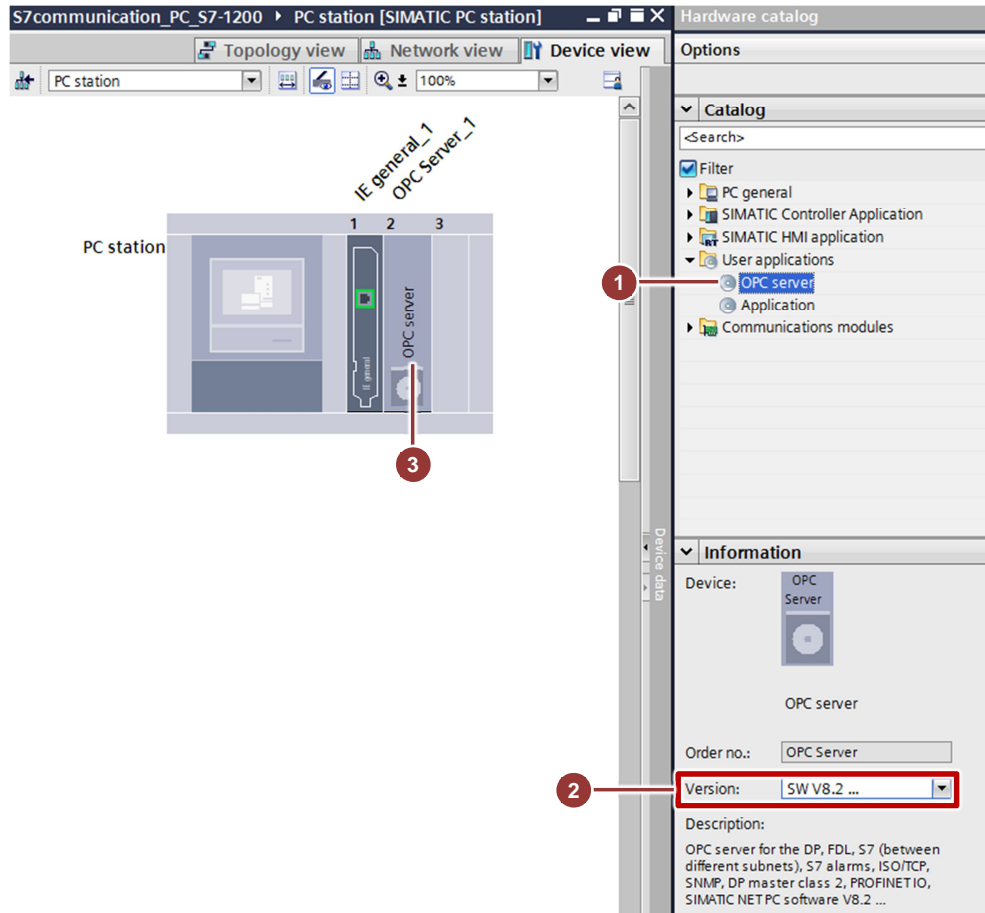 S7communication_PC_S7-1200 ▸ PC station [SIMATIC PC station]
Topology view
Network view
Device view
PC station
100%
IE general_1
OPC Server_1
1
2
3
PC station
OPC server
IE general
3
Device data
Hardware catalog
Options
Catalog
<Search>
Filter
PC general
SIMATIC Controller Application
RT
SIMATIC HMI application
User applications
1
OPC server
Application
Communications modules
Information
Device:
OPC
Server
OPC server
Order no.:
OPC Server
2
Version:
SW V8.2 ...
Description:
OPC server for the DP, FDL, S7 (between
different subnets), S7 alarms, ISO/TCP,
SNMP, DP master class 2, PROFINET IO,
SIMATIC NET PC software V8.2 ...